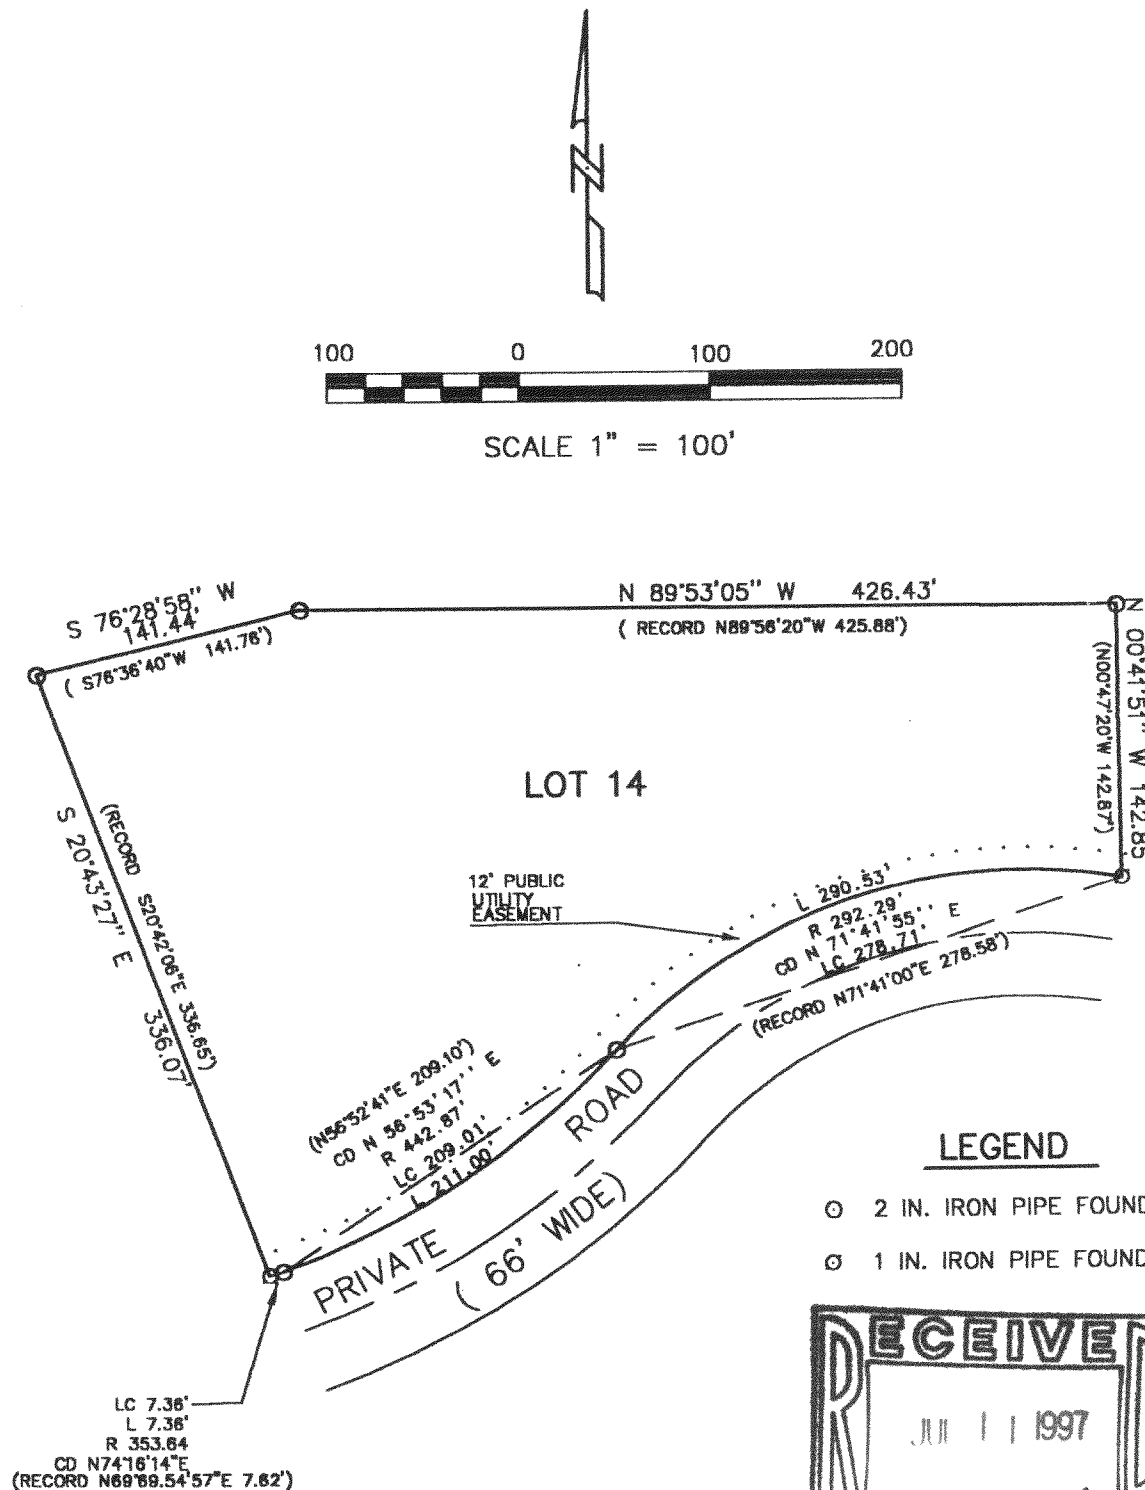 N
100 0 100 200
SCALE 1" = 100'
S 76°28'58" W
141.44'
( S76°36'40"W 141.76')
N 89°53'05" W 426.43'
( RECORD N89°56'20"W 425.88')
N 00°41'51" W 142.85
(N00°47'20"W 142.87')
LOT 14
(RECORD S20°42'06"E 336.65')
S 20°43'27" E 336.07'
12' PUBLIC
UTILITY
EASEMENT
L 290.53'
R 292.29'
CD N 71°41'55'' E
LC 278.71'
(RECORD N71°41'00"E 278.58')
(N56°52'41"E 209.10')
CD N 56°53'17'' E
R 442.87'
LC 209.01'
L 211.00'
PRIVATE ROAD
( 66' WIDE)
LEGEND
2 IN. IRON PIPE FOUND
1 IN. IRON PIPE FOUND
LC 7.36'
L 7.36'
R 353.64
CD N74°16'14"E
(RECORD N69°69.54'57"E 7.62')
RECEIVED
JUL 11 1997